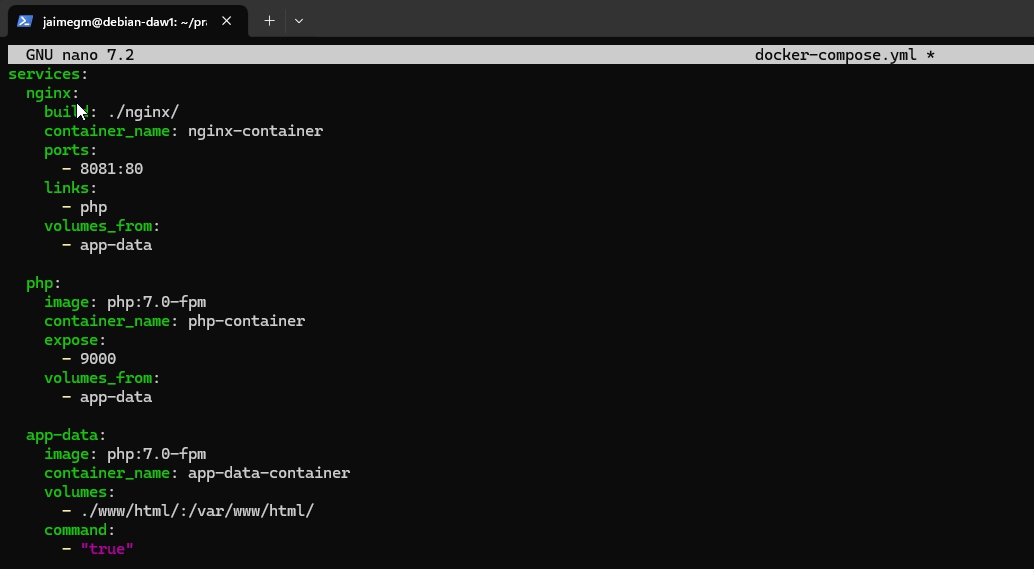 jaimegm@debian-daw1: ~/pra
GNU nano 7.2 docker-compose.yml *
services:
  nginx:
    build: ./nginx/
    container_name: nginx-container
    ports:
      - 8081:80
    links:
      - php
    volumes_from:
      - app-data

  php:
    image: php:7.0-fpm
    container_name: php-container
    expose:
      - 9000
    volumes_from:
      - app-data

  app-data:
    image: php:7.0-fpm
    container_name: app-data-container
    volumes:
      - ./www/html/:/var/www/html/
    command:
      - "true"